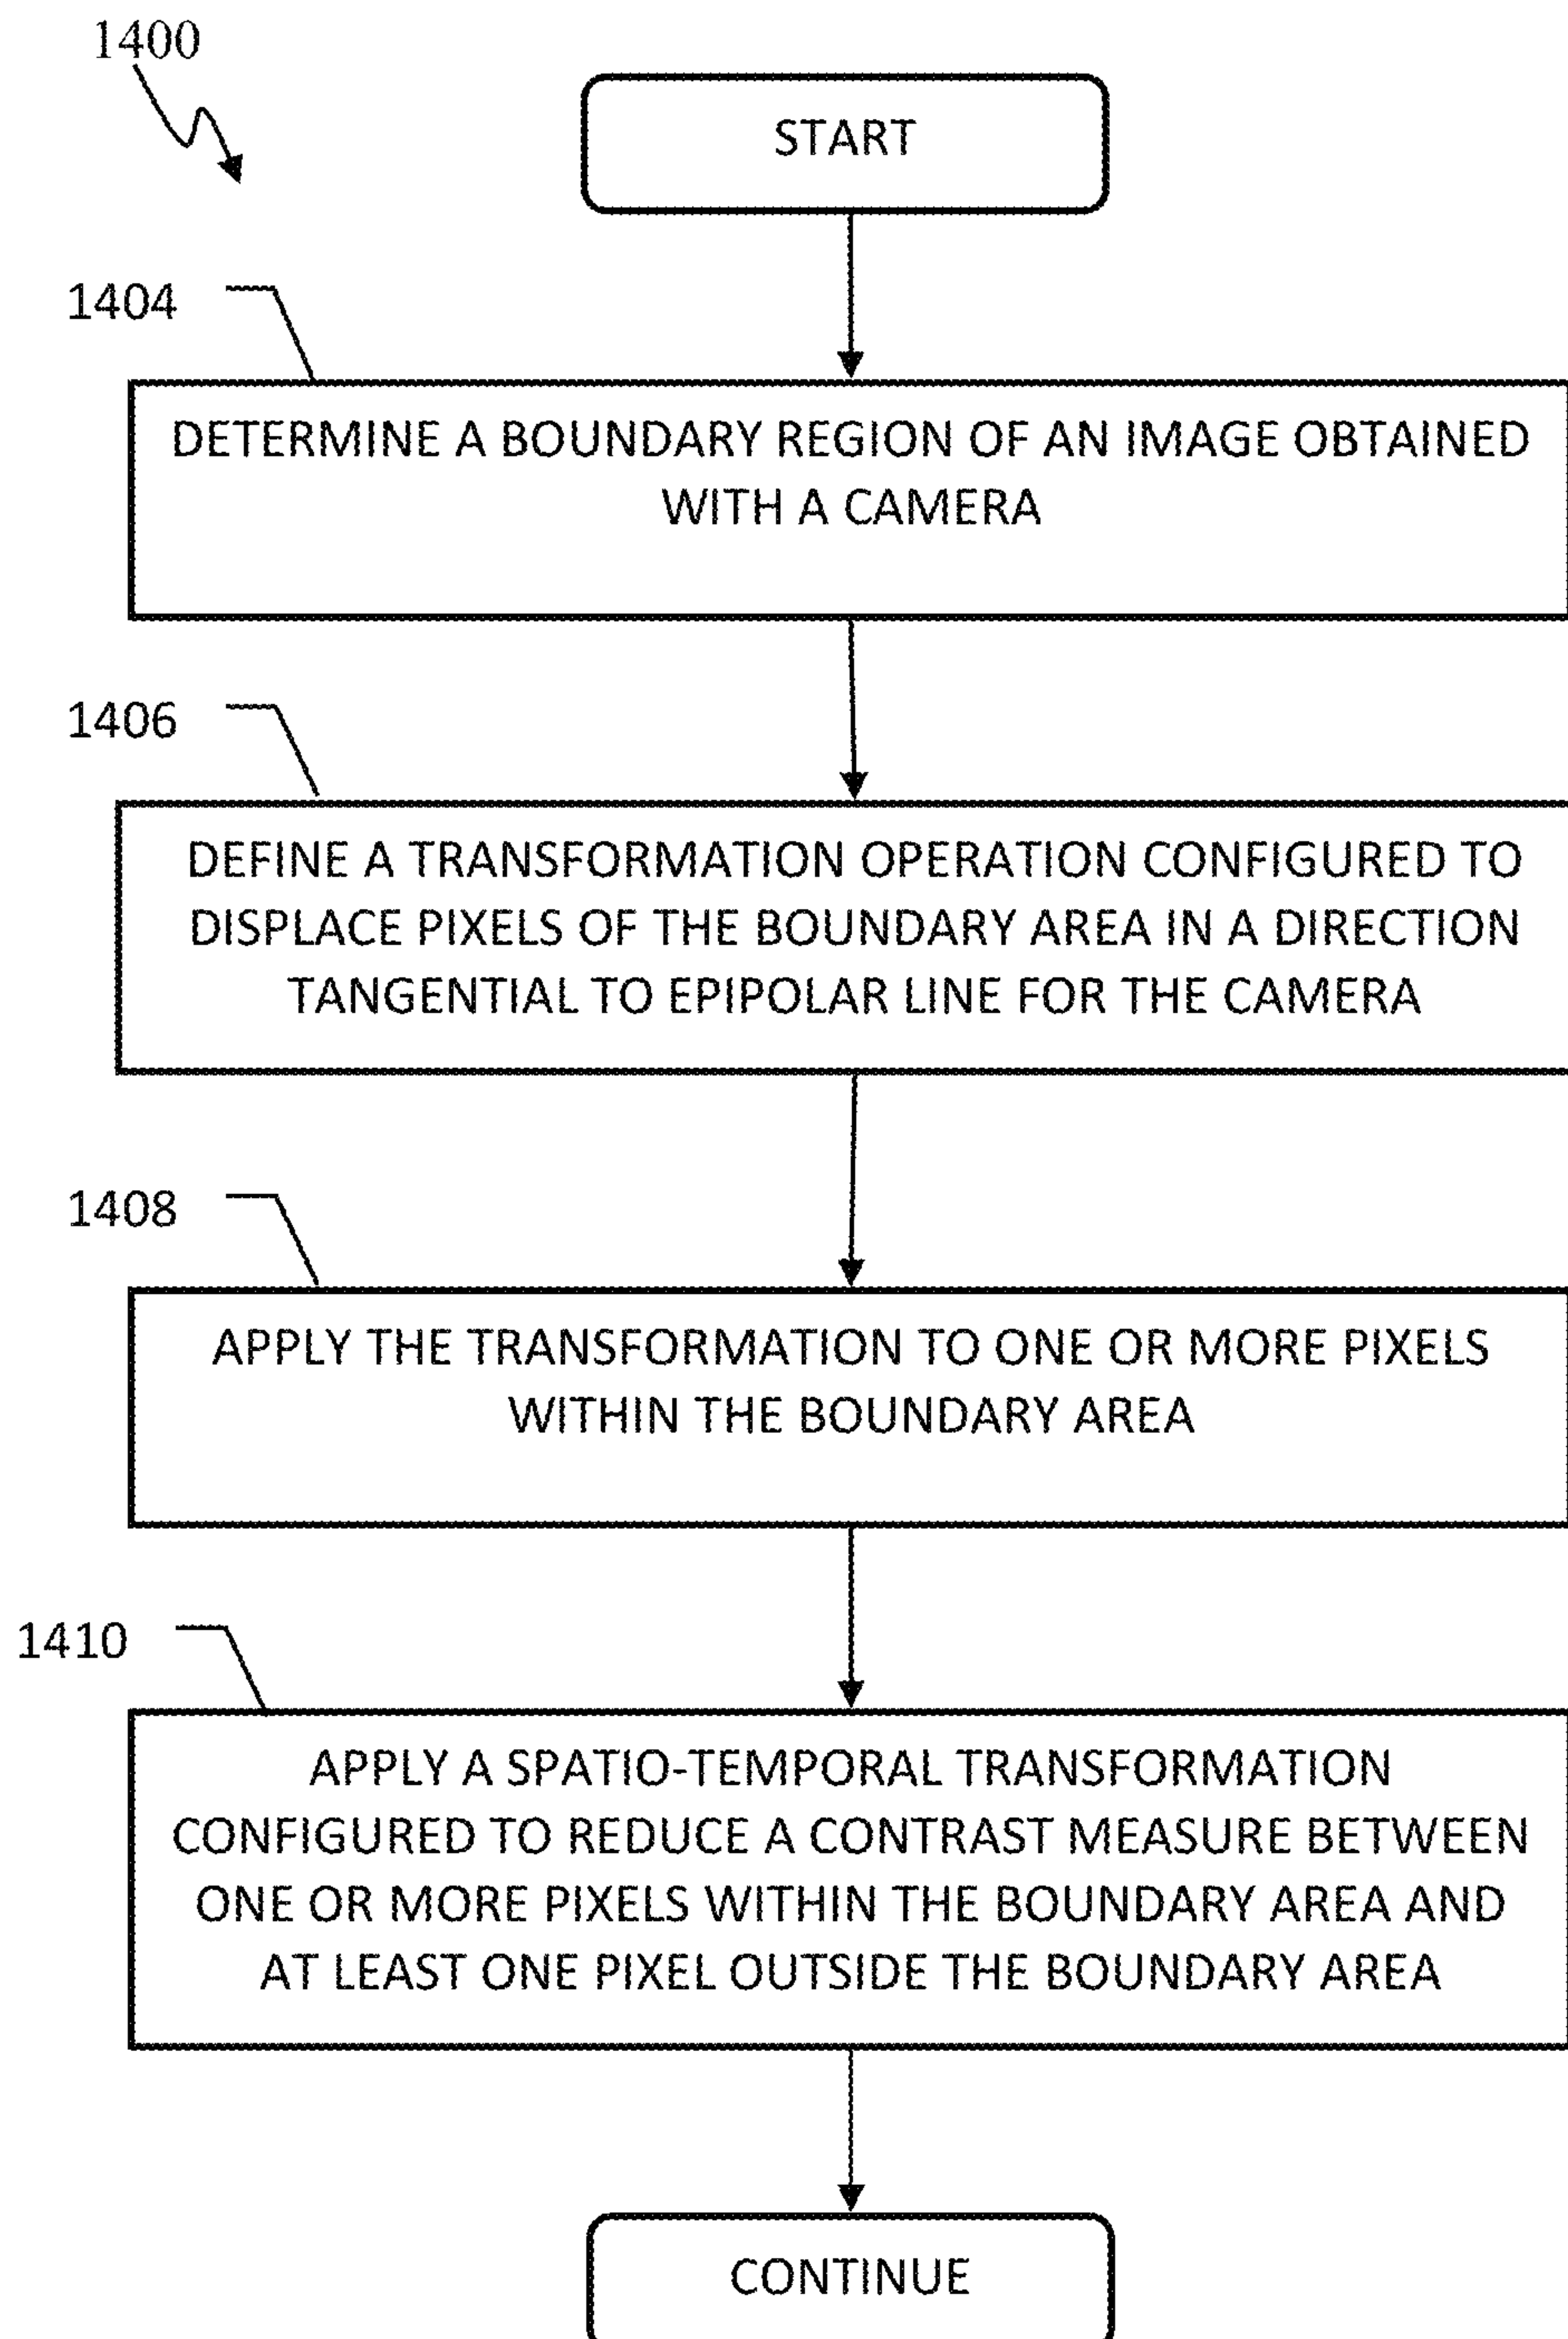 1400
START
1404
DETERMINE A BOUNDARY REGION OF AN IMAGE OBTAINED
WITH A CAMERA
1406
DEFINE A TRANSFORMATION OPERATION CONFIGURED TO
DISPLACE PIXELS OF THE BOUNDARY AREA IN A DIRECTION
TANGENTIAL TO EPIPOLAR LINE FOR THE CAMERA
1408
APPLY THE TRANSFORMATION TO ONE OR MORE PIXELS
WITHIN THE BOUNDARY AREA
1410
APPLY A SPATIO-TEMPORAL TRANSFORMATION
CONFIGURED TO REDUCE A CONTRAST MEASURE BETWEEN
ONE OR MORE PIXELS WITHIN THE BOUNDARY AREA AND
AT LEAST ONE PIXEL OUTSIDE THE BOUNDARY AREA
CONTINUE